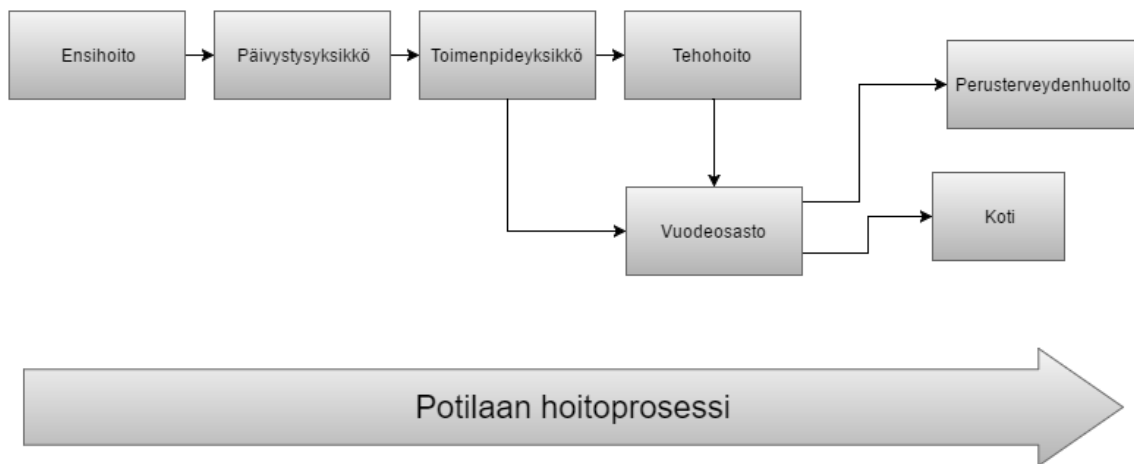 Ensihoito
Päivystysyksikkö
Toimenpideyksikkö
Tehohoito
Perusterveydenhuolto
Vuodeosasto
Koti
Potilaan hoitoprosessi